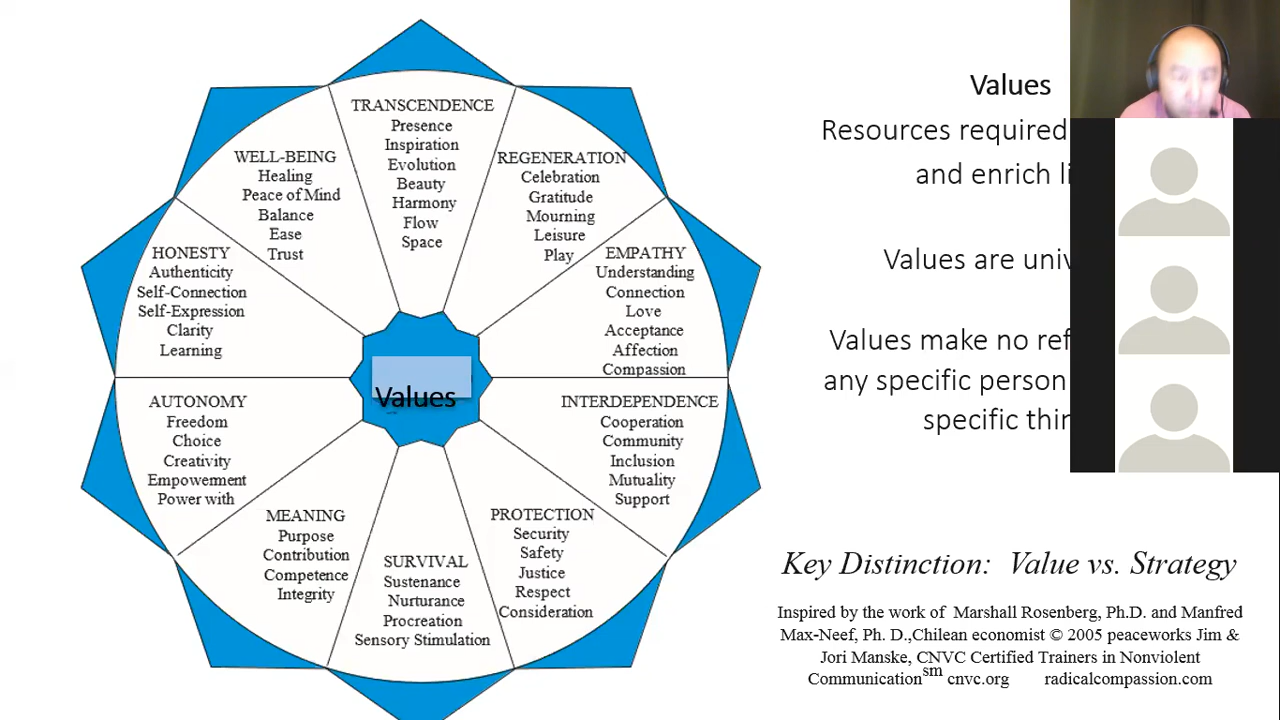 TRANSCENDENCE
Presence
Inspiration
Evolution
Beauty
Harmony
Flow
Space
REGENERATION
Celebration
Gratitude
Mourning
Leisure
Play
EMPATHY
Understanding
Connection
Love
Acceptance
Affection
Compassion
INTERDEPENDENCE
Cooperation
Community
Inclusion
Mutuality
Support
PROTECTION
Security
Safety
Justice
Respect
Consideration
SURVIVAL
Sustenance
Nurturance
Procreation
Sensory Stimulation
MEANING
Purpose
Contribution
Competence
Integrity
AUTONOMY
Freedom
Choice
Creativity
Empowerment
Power with
HONESTY
Authenticity
Self-Connection
Self-Expression
Clarity
Learning
WELL-BEING
Healing
Peace of Mind
Balance
Ease
Trust
Values
Values
Resources required
and enrich
Values are
Values make no
any specific person
specific
Key Distinction: Value vs. Strategy
Inspired by the work of Marshall Rosenberg, Ph.D. and Manfred
Max-Neef, Ph. D.,Chilean economist © 2005 peaceworks Jim &
Jori Manske, CNVC Certified Trainers in Nonviolent
Communication sm cnvc.org radicalcompassion.com